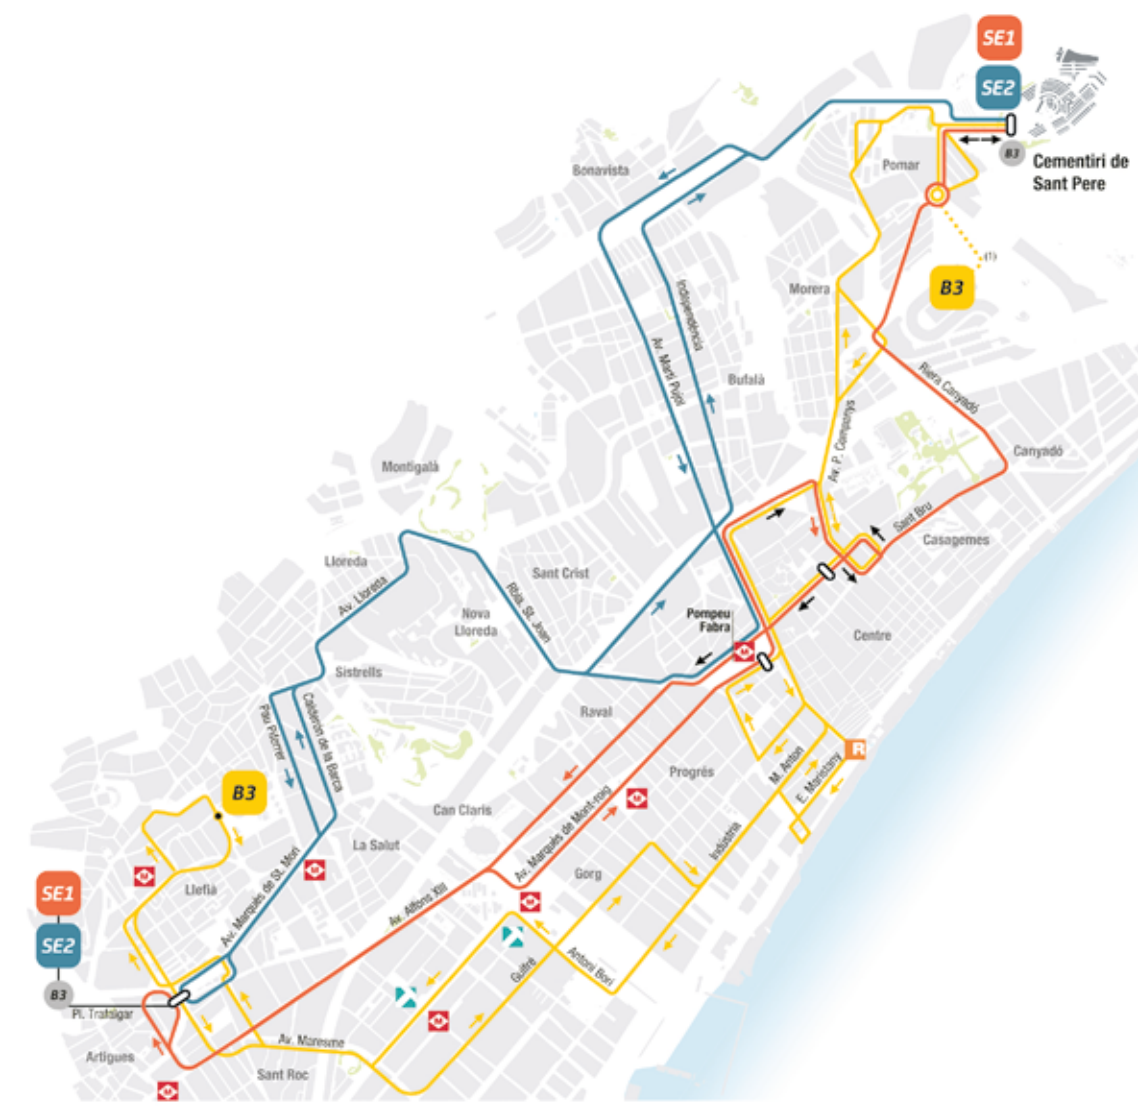 SE1
SE2
B3
Cementiri de
Sant Pere
Pomar
Bonavista
(1)
B3
Morera
Independència
Av. Martí Pujol
Bufalà
Riera Canyadó
Av. P. Companys
Canyadó
Montigalà
Sant Bru
Casagemes
Lloreda
Av. Lloreda
Sant Crist
Rbla. St. Joan
Nova
Lloreda
Pompeu
Fabra
M
Centre
Sistrells
Calderón de la Barca
Pau Piferrer
Raval
R
M. Anton
E. Maristany
Progrés
B3
M
Av. Marquès de Mont-roig
Can Claris
Indústria
La Salut
M
M
Gorg
Llefià
Av. Marquès de St. Mori
Av. Alfons XIII
M
SE1
SE2
B3
Antoni Bori
Guifré
Pl. Trafalgar
M
Av. Maresme
Artigues
Sant Roc
M